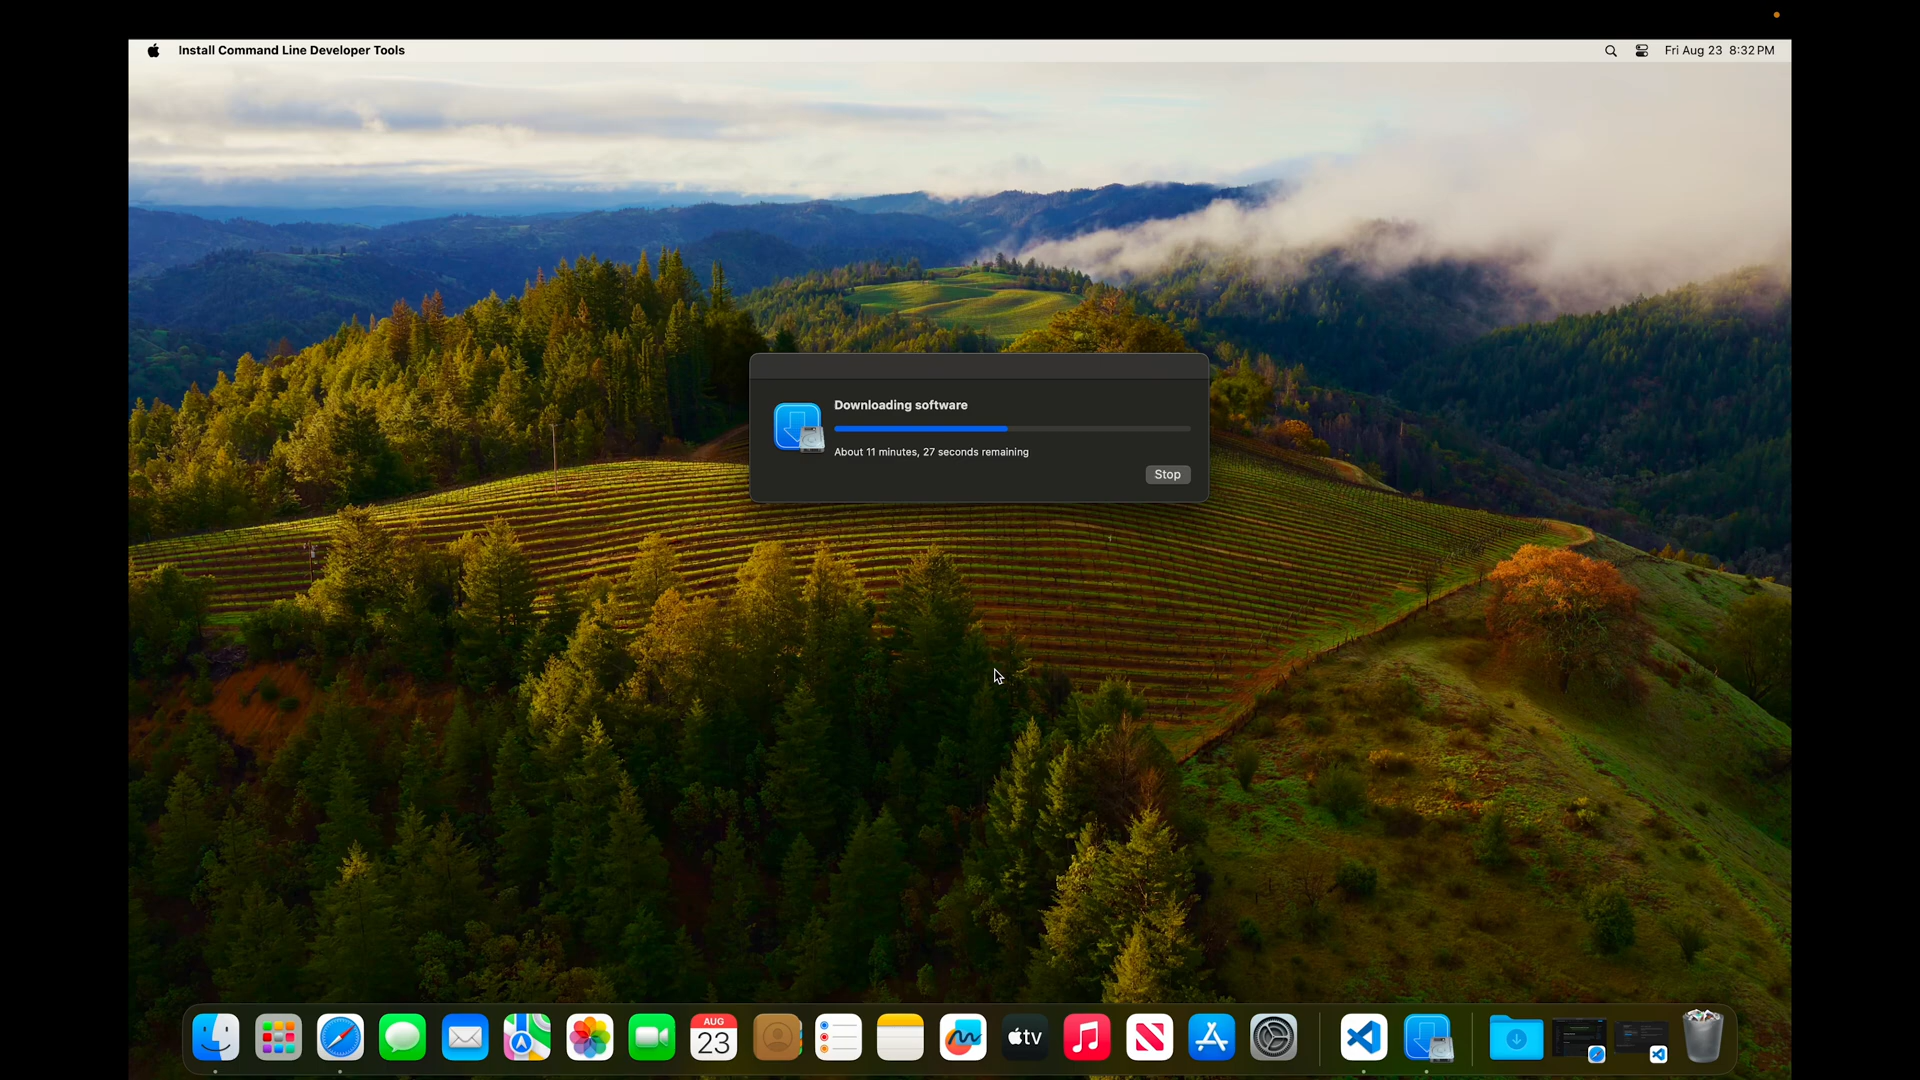 Install Command Line Developer Tools
Fri Aug 23 8:32 PM
Downloading software
About 11 minutes, 27 seconds remaining
Stop
AUG
23
tv